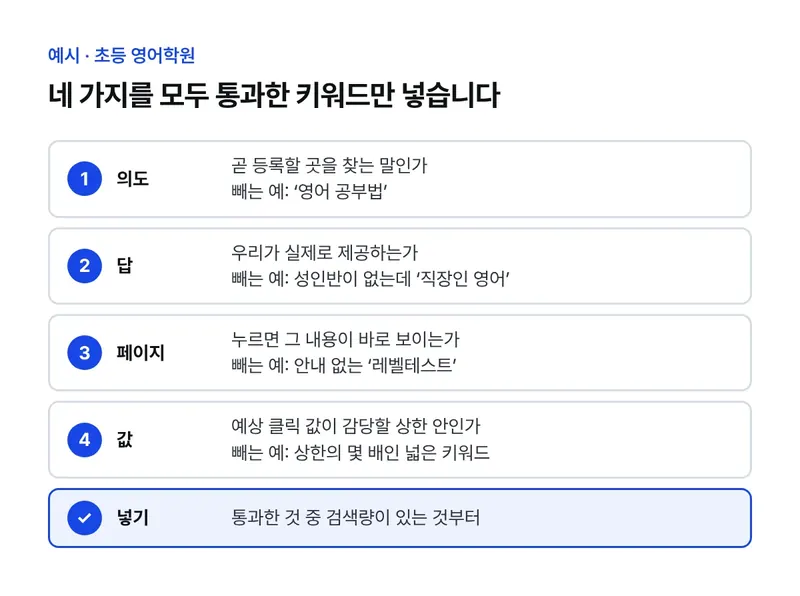 예시 · 초등 영어학원
네 가지를 모두 통과한 키워드만 넣습니다
1 의도
곧 등록할 곳을 찾는 말인가
빼는 예: ‘영어 공부법’
2 답
우리가 실제로 제공하는가
빼는 예: 성인반이 없는데 ‘직장인 영어’
3 페이지
누르면 그 내용이 바로 보이는가
빼는 예: 안내 없는 ‘레벨테스트’
4 값
예상 클릭 값이 감당할 상한 안인가
빼는 예: 상한의 몇 배인 넓은 키워드
넣기
통과한 것 중 검색량이 있는 것부터